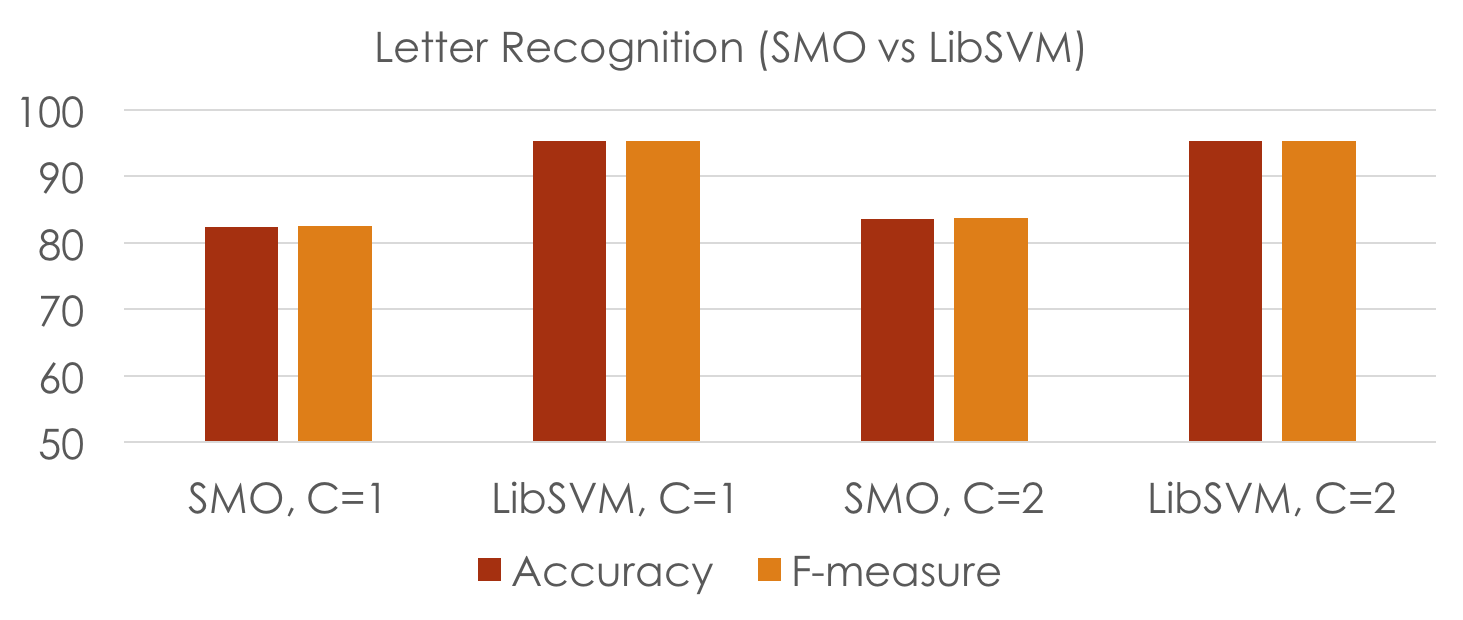 Letter Recognition (SMO vs LibSVM)
100
90
80
70
60
50
SMO, C=1 LibSVM, C=1 SMO, C=2 LibSVM, C=2
Accuracy F-measure